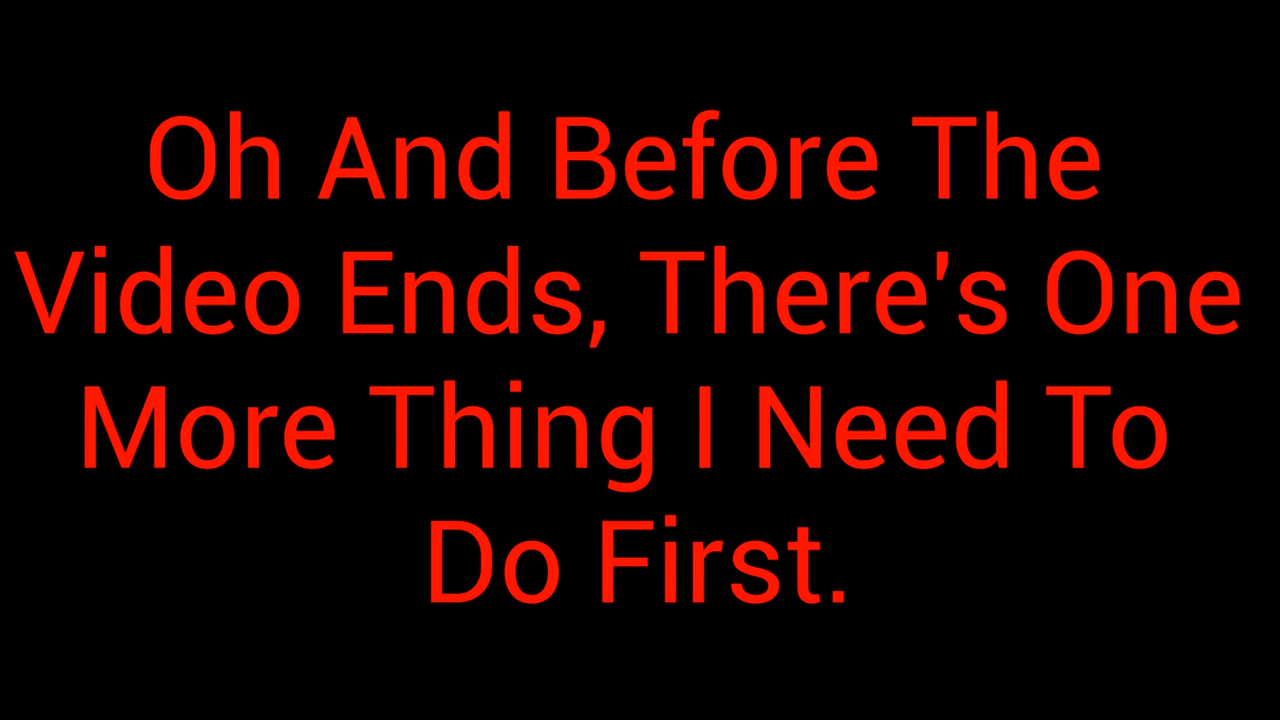 Oh And Before The
Video Ends, There's One
More Thing I Need To
Do First.